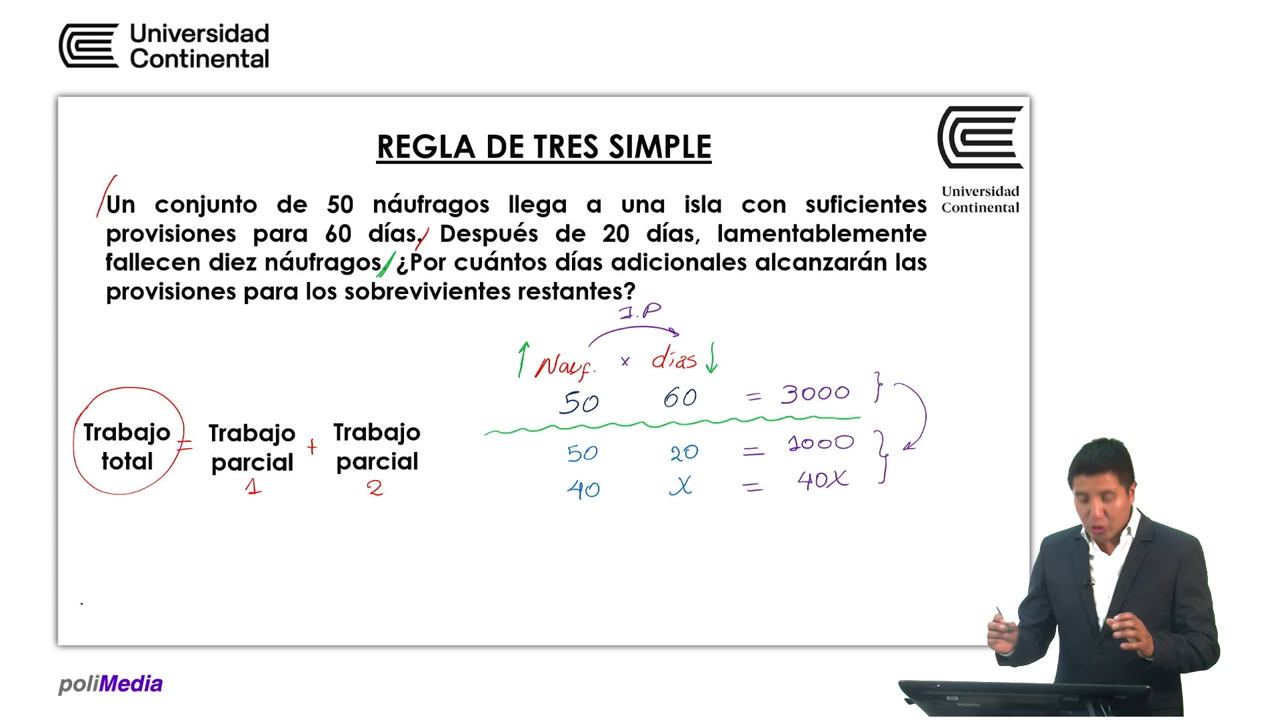 Universidad
Continental
REGLA DE TRES SIMPLE
Universidad
Continental
Un conjunto de 50 náufragos llega a una isla con suficientes
provisiones para 60 días. Después de 20 días, lamentablemente
fallecen diez náufragos. ¿Por cuántos días adicionales alcanzarán las
provisiones para los sobrevivientes restantes?
I.P
Nauf. x días
50 60 = 3000
50 20 = 1000
40 X = 40X
Trabajo total = Trabajo parcial 1 + Trabajo parcial 2
poliMedia